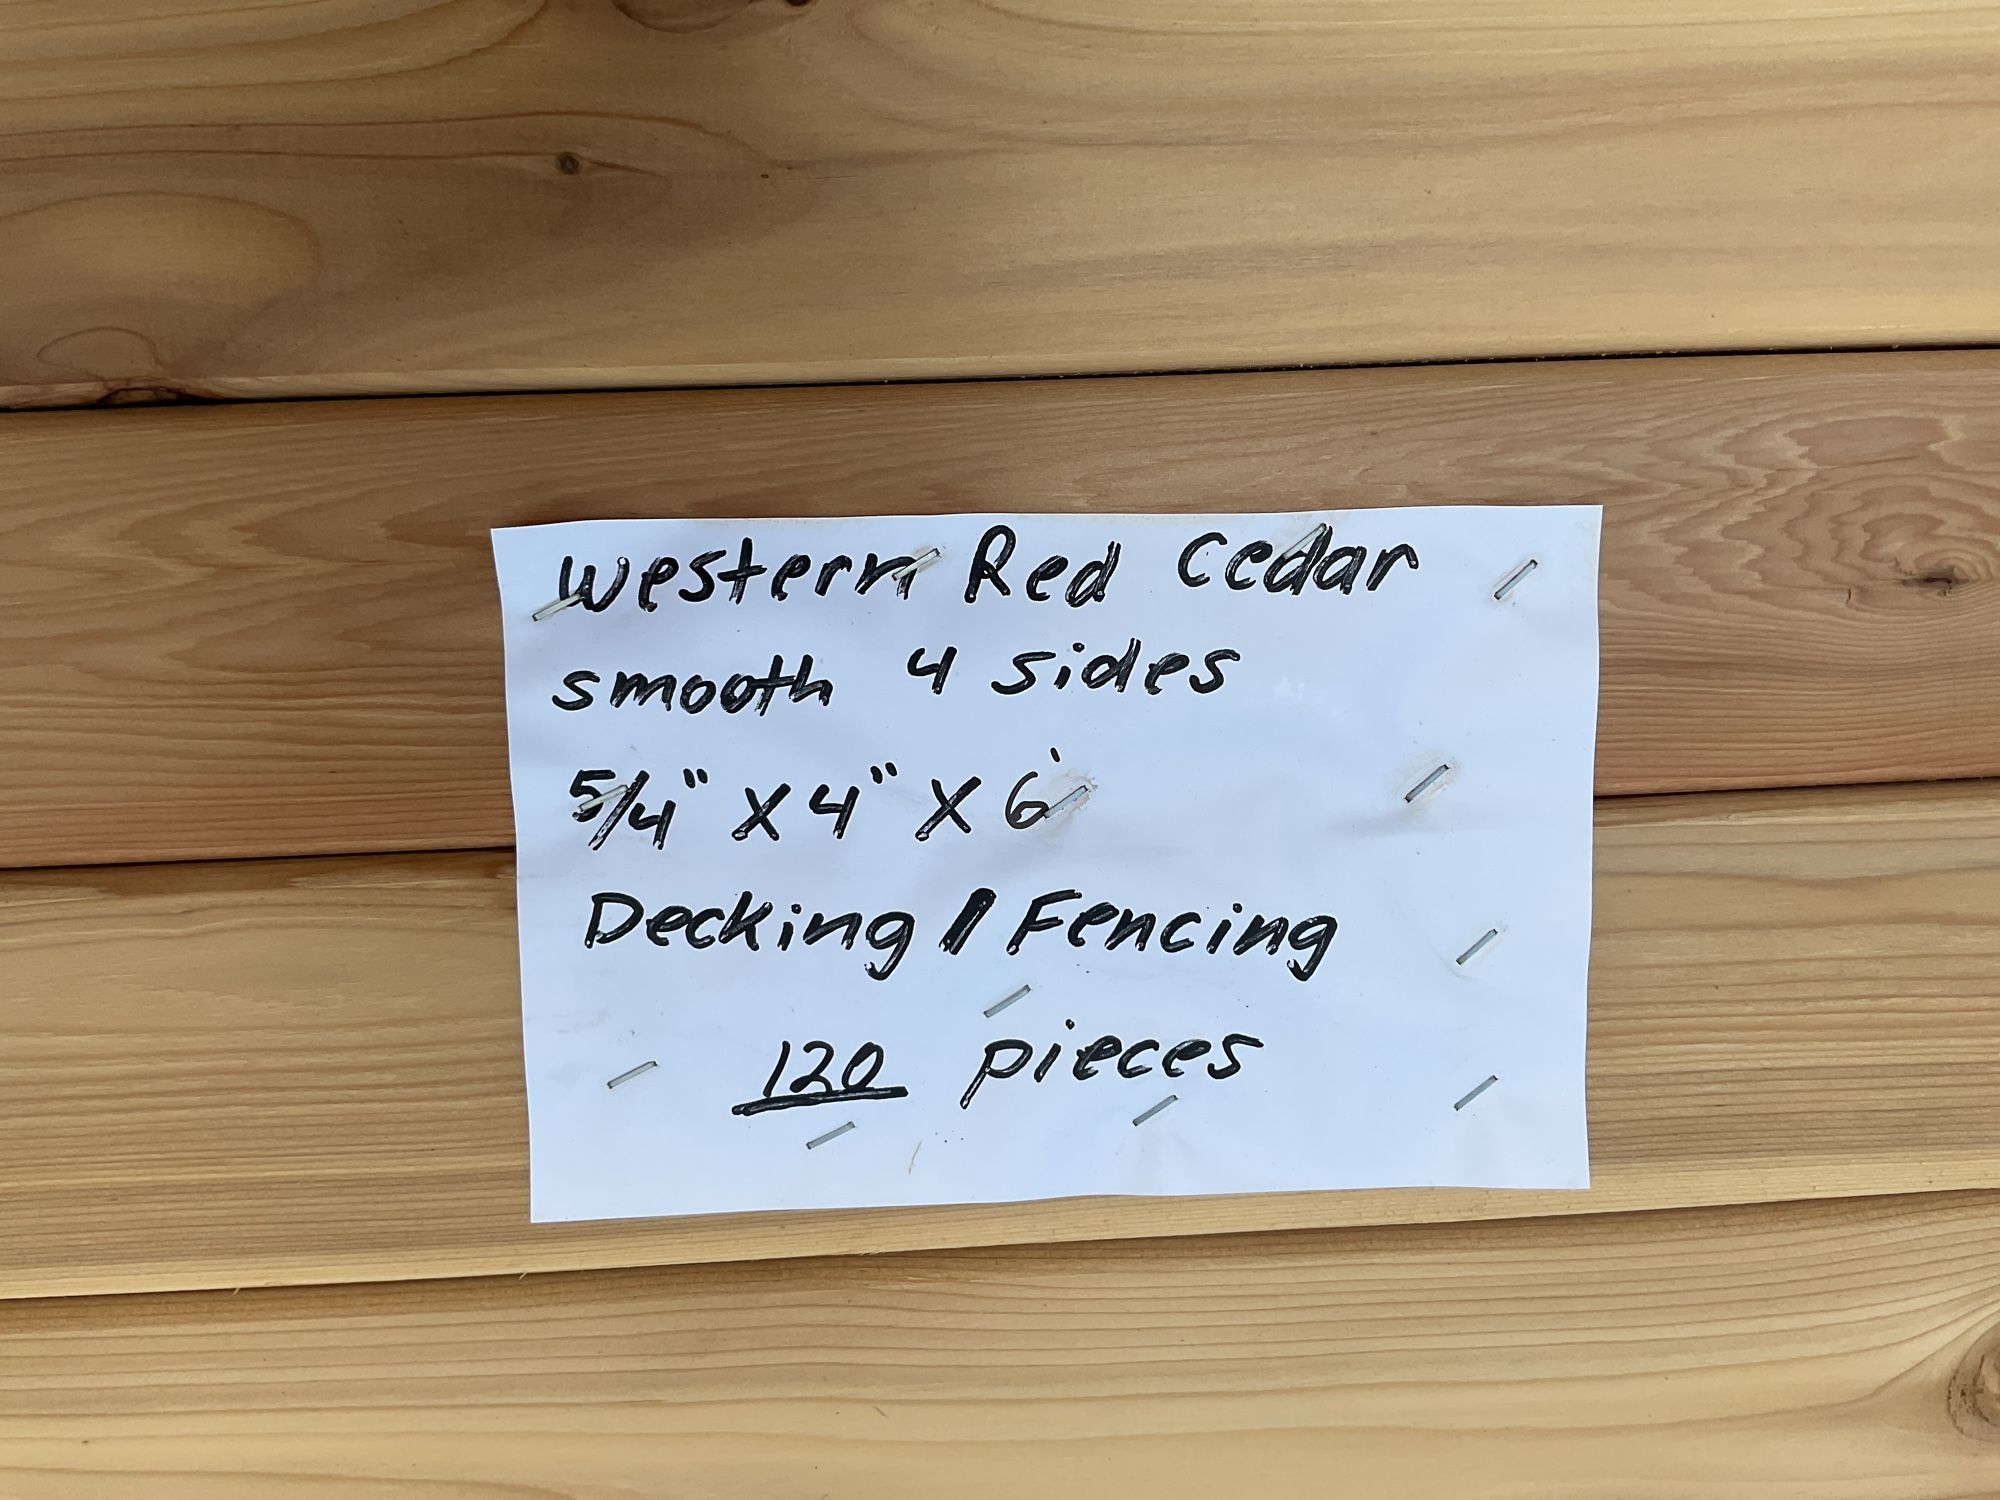 Western Red Cedar
smooth 4 sides
5/4" X 4" X 6'
Decking / Fencing
120 pieces